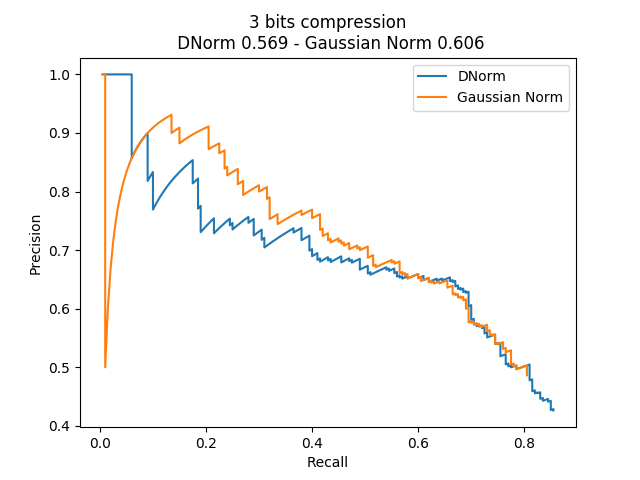 3 bits compression
DNorm 0.569 - Gaussian Norm 0.606
DNorm
Gaussian Norm
Precision
1.0
0.9
0.8
0.7
0.6
0.5
0.4
0.0 0.2 0.4 0.6 0.8
Recall